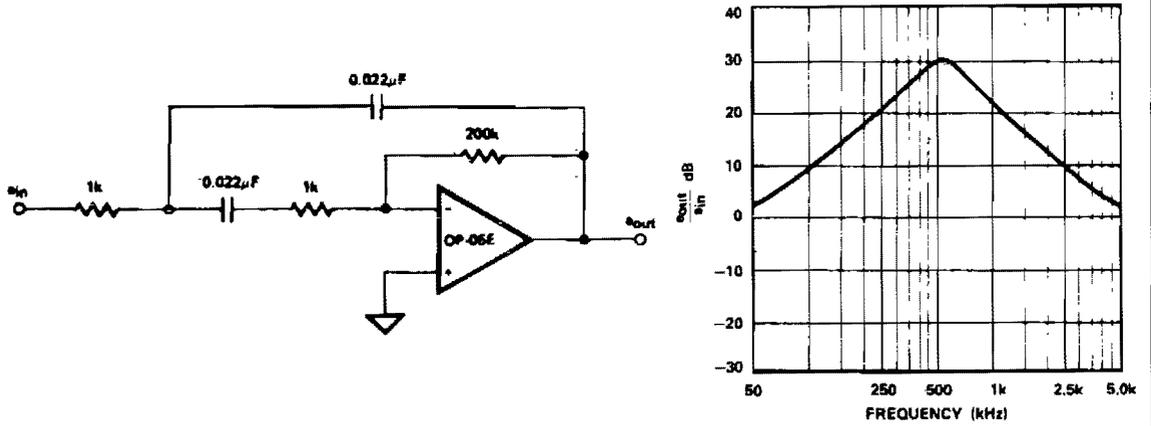 0.022µF
200k
ein
1k
0.022µF
1k
−
OP-05E
+
eout
40
30
20
10
0
−10
−20
−30
eout
ein
dB
50 250 500 1k 2.5k 5.0k
FREQUENCY (kHz)